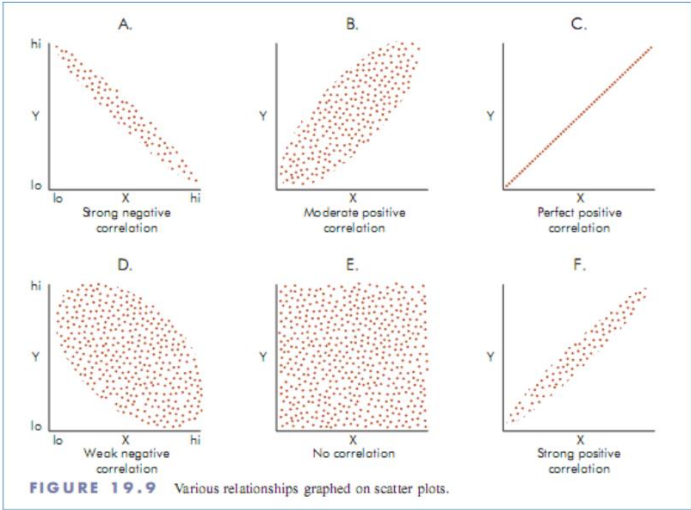 A.
hi
Y
lo
lo X hi
Strong negative
correlation
B.
Y
X
Moderate positive
correlation
C.
Y
X
Perfect positive
correlation
D.
hi
Y
lo
lo X hi
Weak negative
correlation
E.
Y
X
No correlation
F.
Y
X
Strong positive
correlation
FIGURE 19.9 Various relationships graphed on scatter plots.